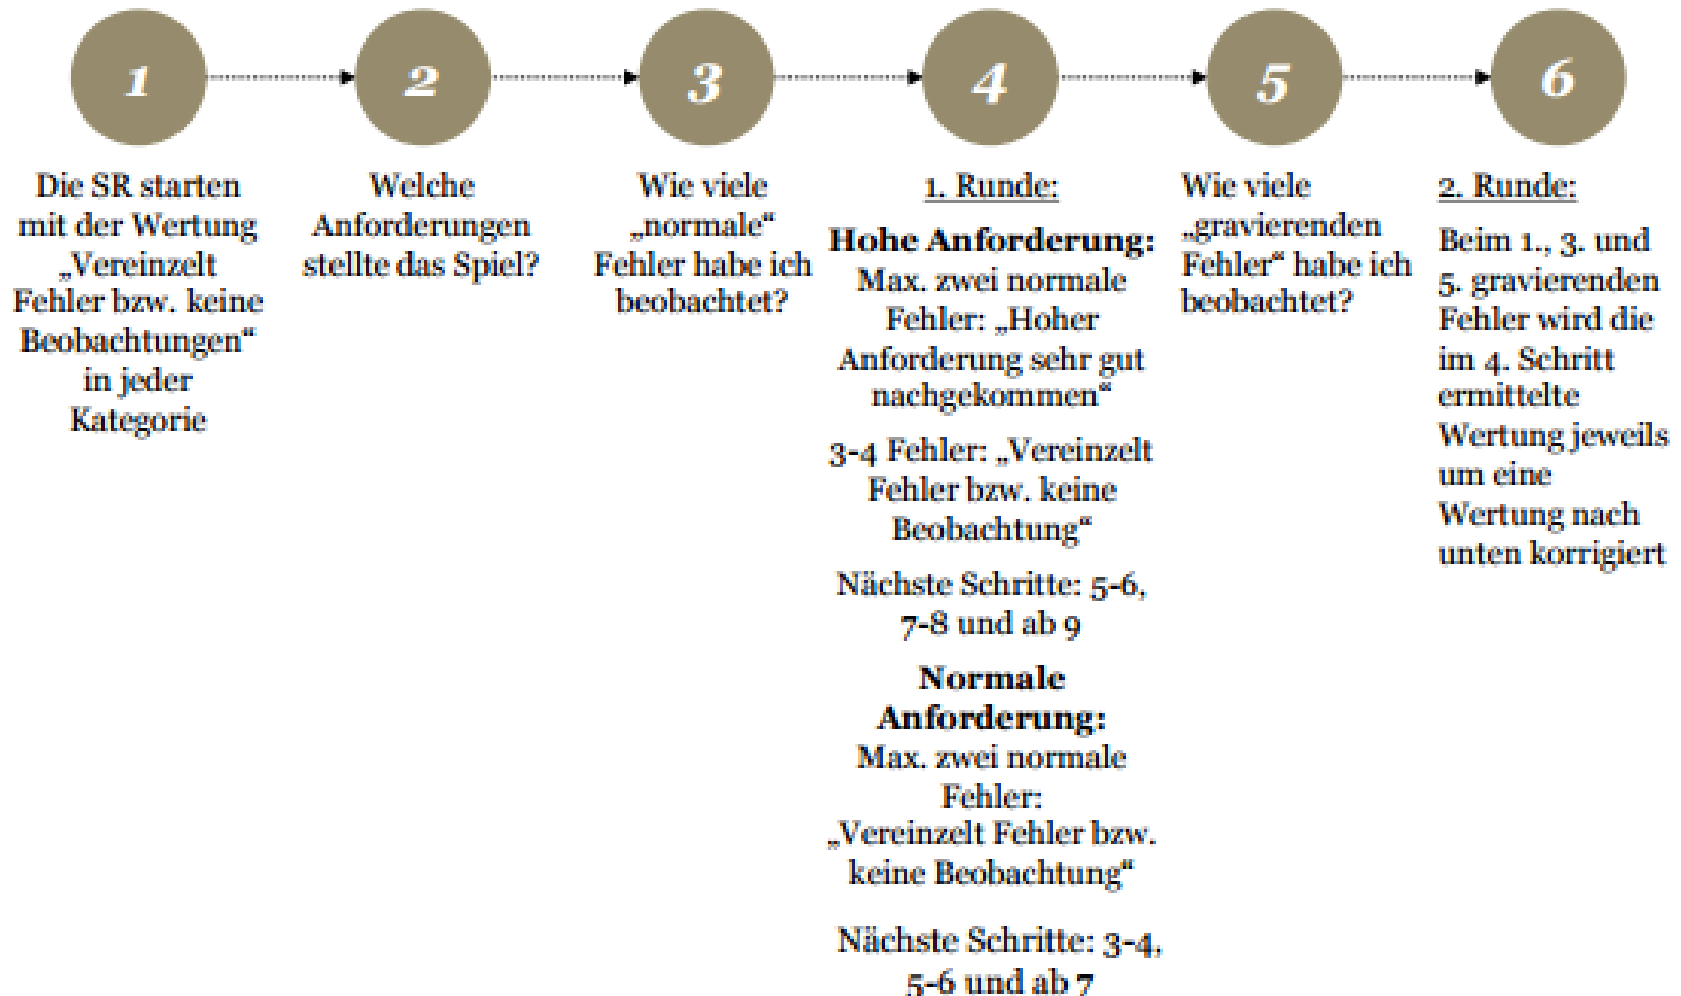 1
2
3
4
5
6
Die SR starten
mit der Wertung
„Vereinzelt
Fehler bzw. keine
Beobachtungen“
in jeder
Kategorie
Welche
Anforderungen
stellte das Spiel?
Wie viele
„normale“
Fehler habe ich
beobachtet?
1. Runde:
Hohe Anforderung:
Max. zwei normale
Fehler: „Hoher
Anforderung sehr gut
nachgekommen“
3-4 Fehler: „Vereinzelt
Fehler bzw. keine
Beobachtung“
Nächste Schritte: 5-6,
7-8 und ab 9
Normale
Anforderung:
Max. zwei normale
Fehler:
„Vereinzelt Fehler bzw.
keine Beobachtung“
Nächste Schritte: 3-4,
5-6 und ab 7
Wie viele
„gravierenden
Fehler“ habe ich
beobachtet?
2. Runde:
Beim 1., 3. und
5. gravierenden
Fehler wird die
im 4. Schritt
ermittelte
Wertung jeweils
um eine
Wertung nach
unten korrigiert